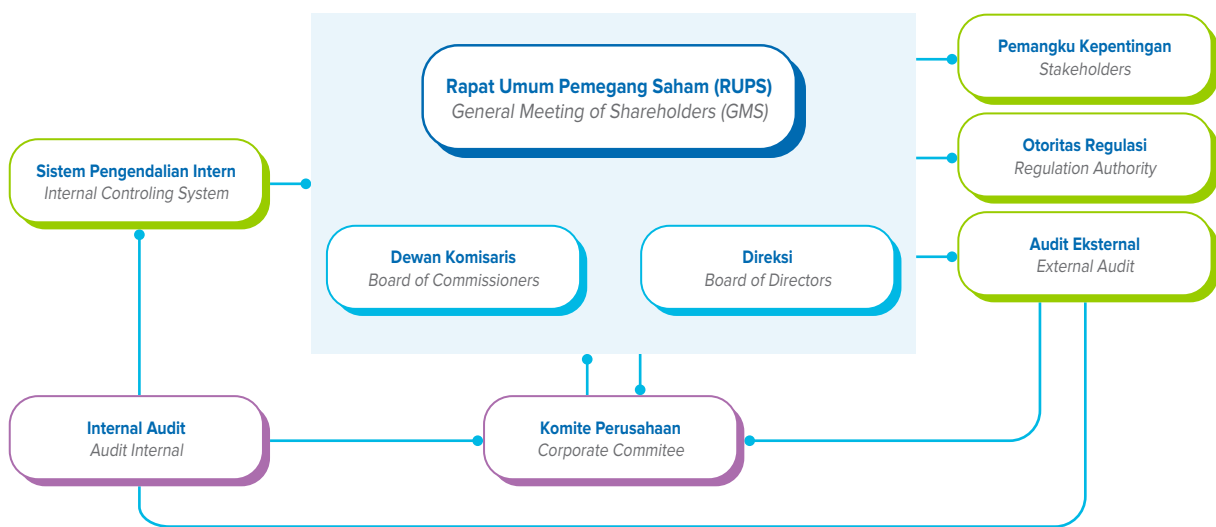 Rapat Umum Pemegang Saham (RUPS)
General Meeting of Shareholders (GMS)
Pemangku Kepentingan
Stakeholders
Otoritas Regulasi
Regulation Authority
Sistem Pengendalian Intern
Internal Controling System
Dewan Komisaris
Board of Commissioners
Direksi
Board of Directors
Audit Eksternal
External Audit
Internal Audit
Audit Internal
Komite Perusahaan
Corporate Commitee